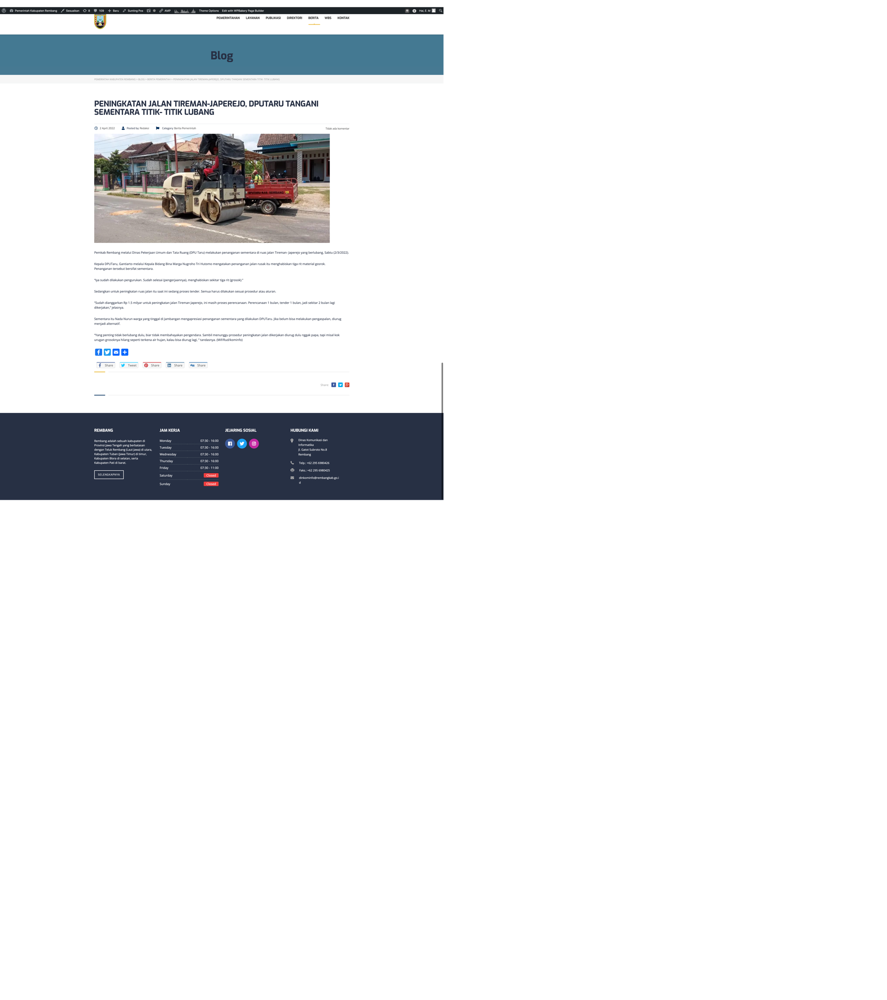 Pemerintah Kabupaten Rembang Sesuaikan 8 109 Baru Sunting Pos AMP Theme Options Edit with WPBakery Page Builder Hai, E. M
PEMERINTAHAN LAYANAN PUBLIKASI DIREKTORI BERITA WBS KONTAK
Blog
PEMERINTAH KABUPATEN REMBANG > BLOG > BERITA PEMERINTAH > PENINGKATAN JALAN TIREMAN-JAPEREJO, DPUTARU TANGANI SEMENTARA TITIK- TITIK LUBANG
PENINGKATAN JALAN TIREMAN-JAPEREJO, DPUTARU TANGANI
SEMENTARA TITIK- TITIK LUBANG
2 April 2022 Posted by: Redaksi Category: Berita Pemerintah Tidak ada komentar
DPUTARU KAB. REMBANG
Pemkab Rembang melalui Dinas Pekerjaan Umum dan Tata Ruang (DPU Taru) melakukan penanganan sementara di ruas jalan Tireman- Japerejo yang berlubang, Sabtu (2/3/2022).
Kepala DPUTaru, Gantiarto melalui Kepala Bidang Bina Marga Nugroho Tri Hutomo mengatakan penanganan jalan rusak itu menghabiskan tiga rit material gosrok.
Penanganan tersebut bersifat sementara.
"Iya sudah dilakukan pengurukan. Sudah selesai (pengerjaannya), menghabiskan sekitar tiga rit (grosok)."
Sedangkan untuk peningkatan ruas jalan itu saat ini sedang proses tender. Semua harus dilakukan sesuai prosedur atau aturan.
"Sudah dianggarkan Rp 1.5 milyar untuk peningkatan jalan Tireman Japerejo, ini masih proses perencanaan. Perencanaan 1 bulan, tender 1 bulan, jadi sekitar 2 bulan lagi
dikerjakan," jelasnya.
Sementara itu Nada Nurun warga yang tinggal di Jambangan mengapresiasi penanganan sementara yang dilakukan DPUTaru. Jika belum bisa melakukan pengaspalan, diurug
menjadi alternatif.
"Yang penting tidak berlubang dulu, biar tidak membahayakan pengendara. Sambil menunggu prosedur peningkatan jalan dikerjakan diurug dulu nggak papa, tapi misal kok
urugan grosoknya hilang seperti terkena air hujan, kalau bisa diurug lagi, " tandasnya. (Mif/Rud/kominfo)
Share Tweet Share Share Share
Share:
REMBANG
Rembang adalah sebuah kabupaten di
Provinsi Jawa Tengah yang berbatasan
dengan Teluk Rembang (Laut Jawa) di utara,
Kabupaten Tuban (Jawa Timur) di timur,
Kabupaten Blora di selatan, serta
Kabupaten Pati di barat.
SELENGKAPNYA
JAM KERJA
Monday 07:30 - 16:00
Tuesday 07:30 - 16:00
Wednesday 07:30 - 16:00
Thursday 07:30 - 16:00
Friday 07:30 - 11:00
Saturday Closed
Sunday Closed
JEJARING SOSIAL
HUBUNGI KAMI
Dinas Komunikasi dan
Informatika
Jl. Gatot Subroto No.8
Rembang
Telp.: +62 295 6980426
Faks.: +62 295 6980425
dinkominfo@rembangkab.go.i
d